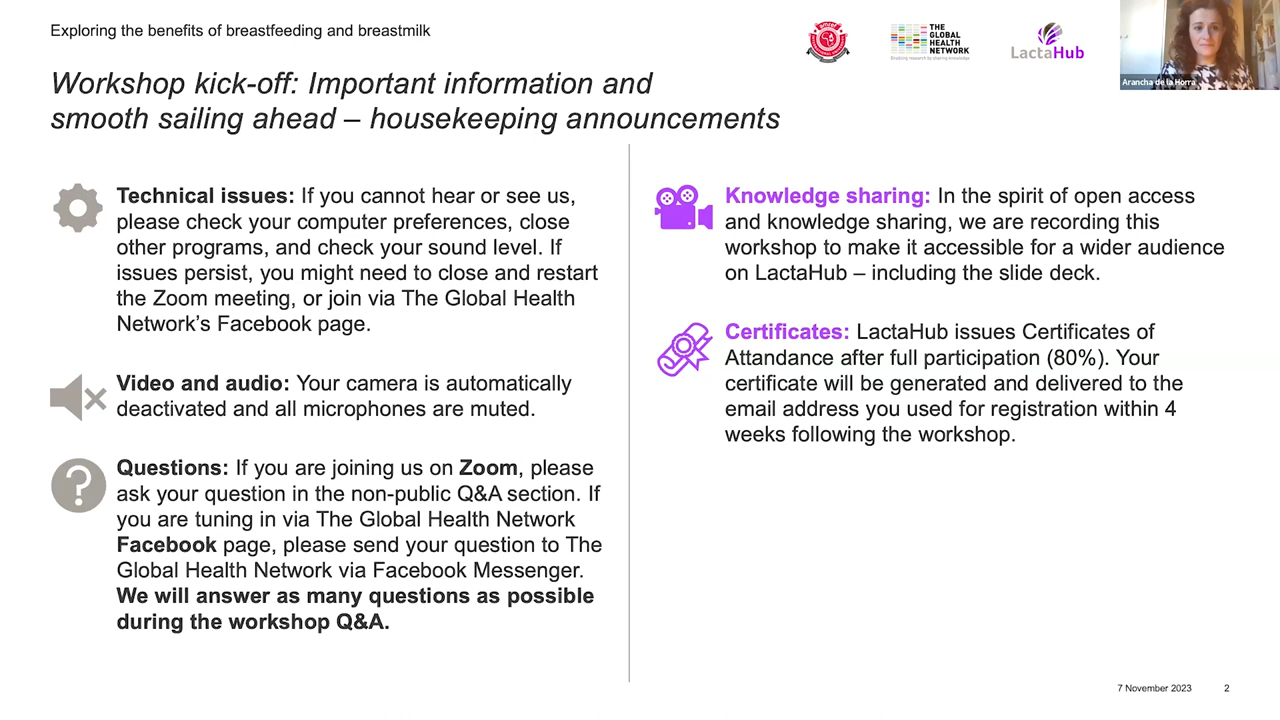 Exploring the benefits of breastfeeding and breastmilk
THE
GLOBAL
HEALTH
NETWORK
Enabling research by sharing knowledge
LactaHub
Arancha de la Horra
Workshop kick-off: Important information and
smooth sailing ahead – housekeeping announcements
Technical issues: If you cannot hear or see us,
please check your computer preferences, close
other programs, and check your sound level. If
issues persist, you might need to close and restart
the Zoom meeting, or join via The Global Health
Network’s Facebook page.
Video and audio: Your camera is automatically
deactivated and all microphones are muted.
Questions: If you are joining us on Zoom, please
ask your question in the non-public Q&A section. If
you are tuning in via The Global Health Network
Facebook page, please send your question to The
Global Health Network via Facebook Messenger.
We will answer as many questions as possible
during the workshop Q&A.
Knowledge sharing: In the spirit of open access
and knowledge sharing, we are recording this
workshop to make it accessible for a wider audience
on LactaHub – including the slide deck.
Certificates: LactaHub issues Certificates of
Attandance after full participation (80%). Your
certificate will be generated and delivered to the
email address you used for registration within 4
weeks following the workshop.
7 November 2023
2